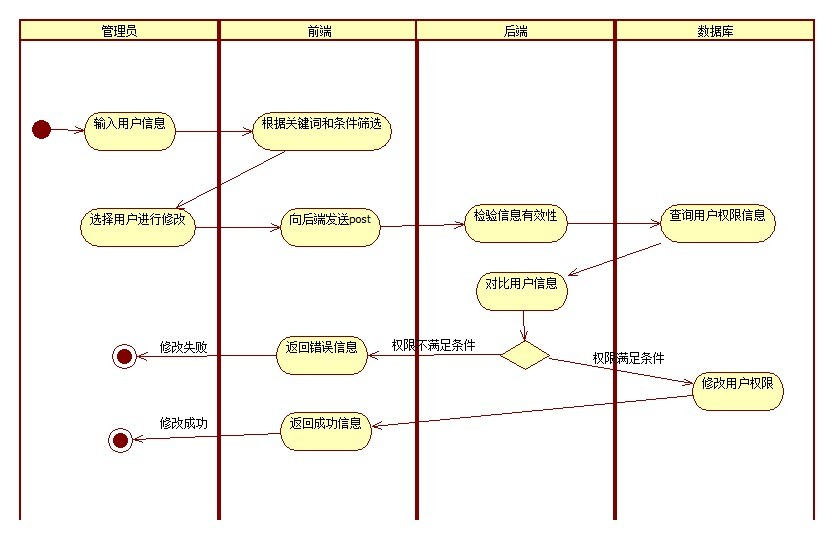 管理员
前端
后端
数据库
输入用户信息
根据关键词和条件筛选
选择用户进行修改
向后端发送post
检验信息有效性
查询用户权限信息
对比用户信息
修改失败
返回错误信息
权限不满足条件
权限满足条件
修改用户权限
修改成功
返回成功信息